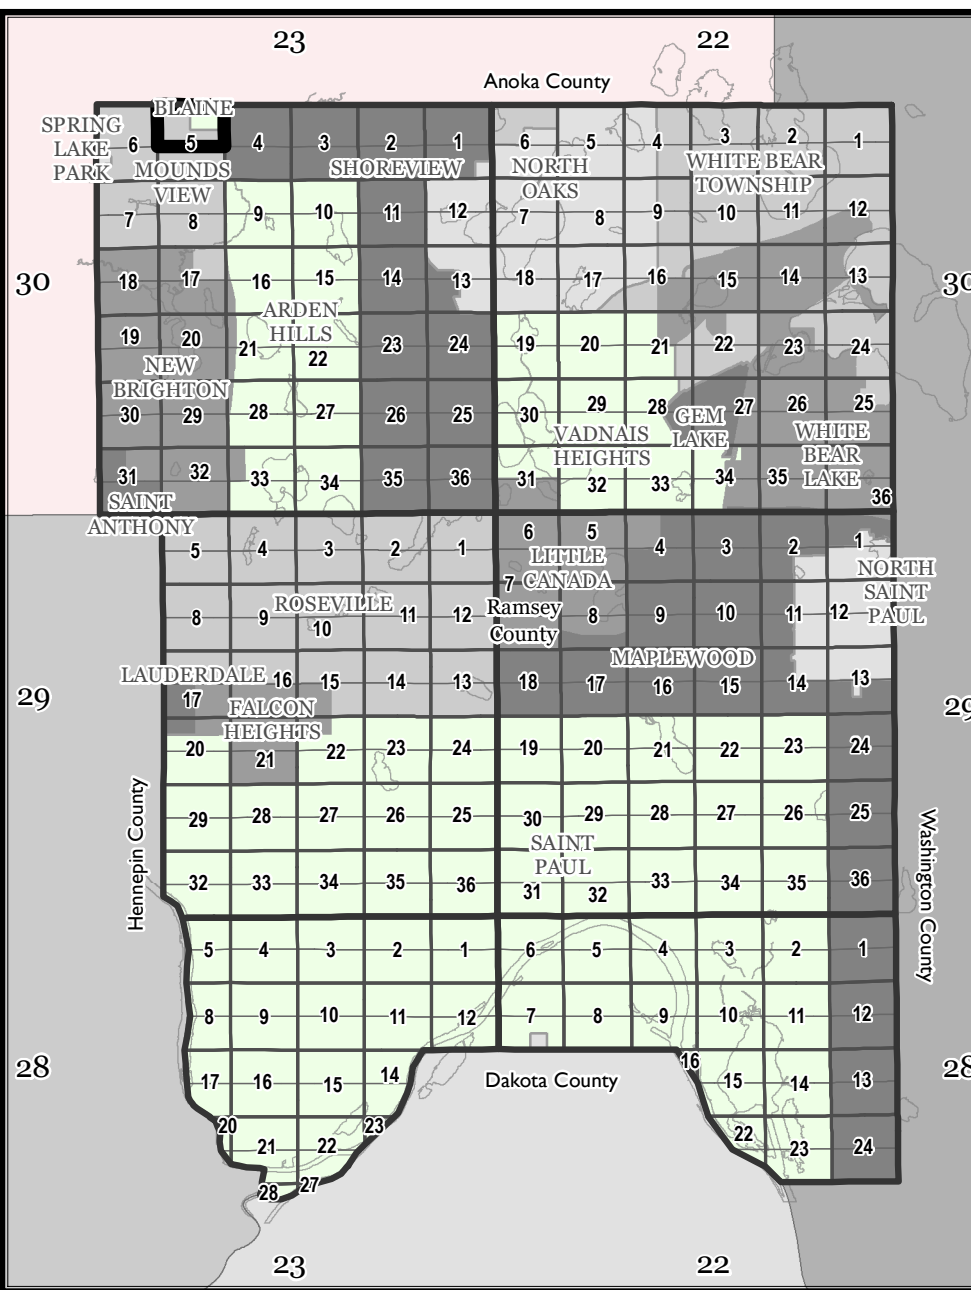 23 22
Anoka County
BLAINE
SPRING
LAKE
PARK
6 5 4 3 2 1 6 5 4 3 2 1
MOUNDS
VIEW
SHOREVIEW
NORTH
OAKS
WHITE BEAR
TOWNSHIP
7 8 9 10 11 12 7 8 9 10 11 12
30 30
18 17 16 15 14 13 18 17 16 15 14 13
ARDEN
HILLS
19 20 21 22 23 24 19 20 21 22 23 24
NEW
BRIGHTON
30 29 28 27 26 25 30 29 28 27 26 25
GEM
LAKE
VADNAIS
HEIGHTS
WHITE
BEAR
LAKE
31 32 33 34 35 36 31 32 33 34 35 36
SAINT
ANTHONY
5 4 3 2 1 6 5 4 3 2 1
LITTLE
CANADA
NORTH
SAINT
PAUL
ROSEVILLE
Ramsey
County
8 9 10 11 12 7 8 9 10 11 12
MAPLEWOOD
LAUDERDALE
29 29
17 16 15 14 13 18 17 16 15 14 13
FALCON
HEIGHTS
20 21 22 23 24 19 20 21 22 23 24
Hennepin County
Washington County
29 28 27 26 25 30 29 28 27 26 25
SAINT
PAUL
32 33 34 35 36 31 32 33 34 35 36
5 4 3 2 1 6 5 4 3 2 1
8 9 10 11 12 7 8 9 10 11 12
28 28
17 16 15 14 16 15 14 13
Dakota County
20 21 22 23 22 23 24
28 27
23 22